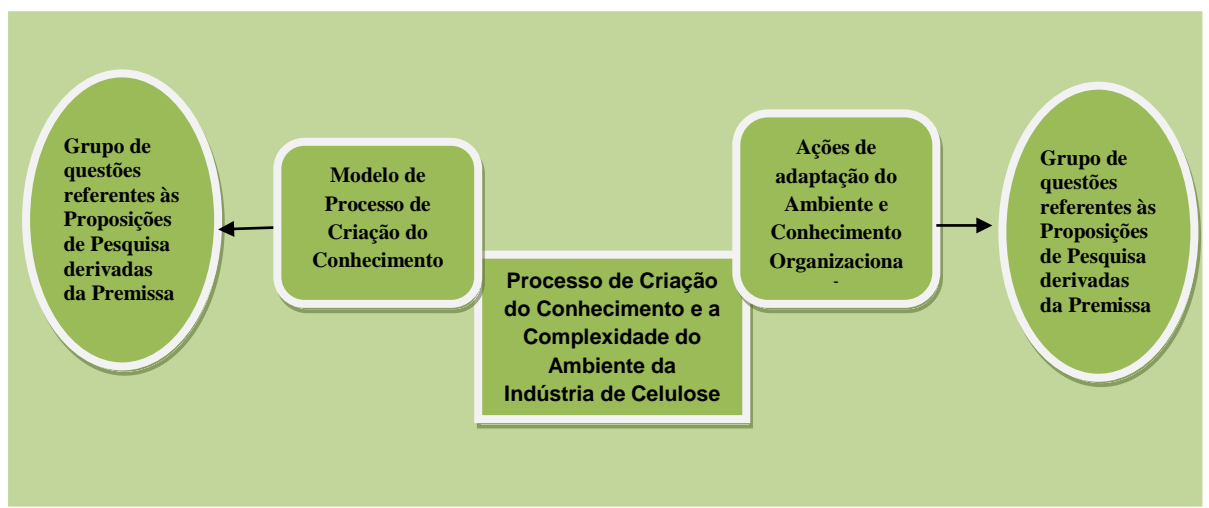 Grupo de
questões
referentes às
Proposições
de Pesquisa
derivadas
da Premissa
Modelo de
Processo de
Criação do
Conhecimento
Processo de Criação
do Conhecimento e a
Complexidade do
Ambiente da
Indústria de Celulose
Ações de
adaptação do
Ambiente e
Conhecimento
Organizaciona
-
Grupo de
questões
referentes às
Proposições
de Pesquisa
derivadas
da Premissa